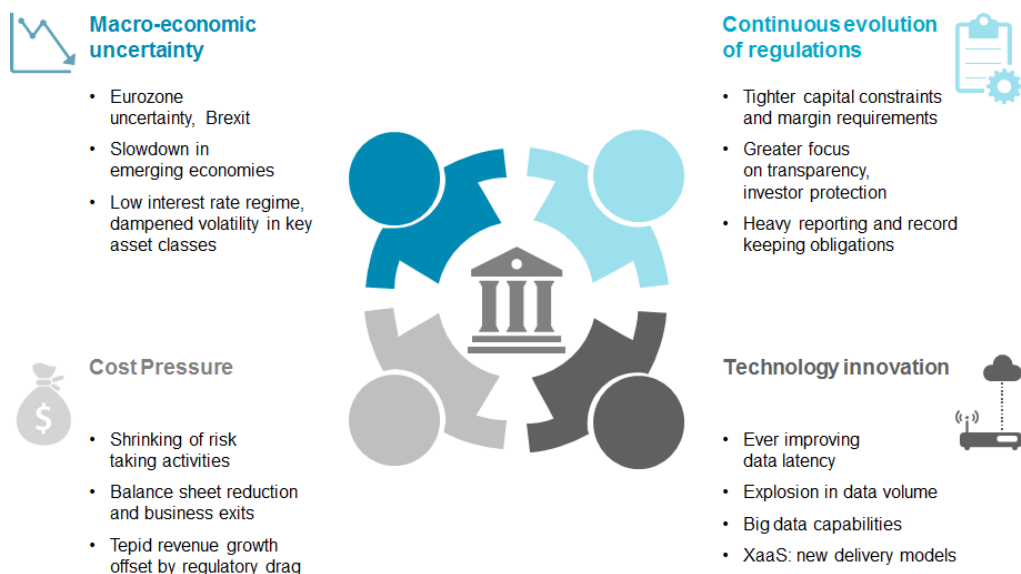 Macro-economic
uncertainty
• Eurozone
uncertainty, Brexit
• Slowdown in
emerging economies
• Low interest rate regime,
dampened volatility in key
asset classes
Continuous evolution
of regulations
• Tighter capital constraints
and margin requirements
• Greater focus
on transparency,
investor protection
• Heavy reporting and record
keeping obligations
Cost Pressure
$
• Shrinking of risk
taking activities
• Balance sheet reduction
and business exits
• Tepid revenue growth
offset by regulatory drag
Technology innovation
• Ever improving
data latency
• Explosion in data volume
• Big data capabilities
• XaaS: new delivery models